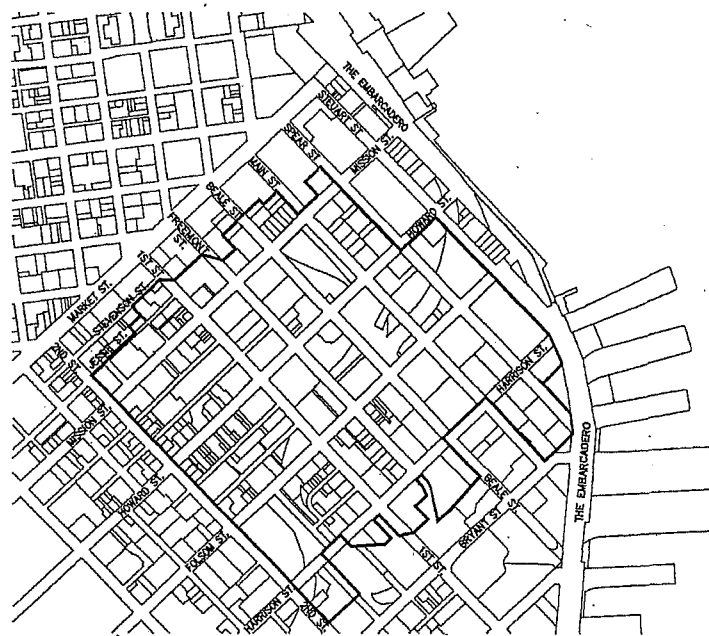 THE EMBARCADERO
STEUART ST.
SPEAR ST.
MISSION ST.
MAIN ST.
BEALE ST.
HOWARD
FREEMONT ST.
1ST ST.
MARKET ST.
STEVENSON ST.
JESSIE ST.
2ND ST.
HARRISON ST.
MISSION ST.
THE EMBARCADERO
HOWARD ST.
BEALE ST.
BRYANT ST.
FOLSOM ST.
1ST ST.
HARRISON ST.
2ND ST.